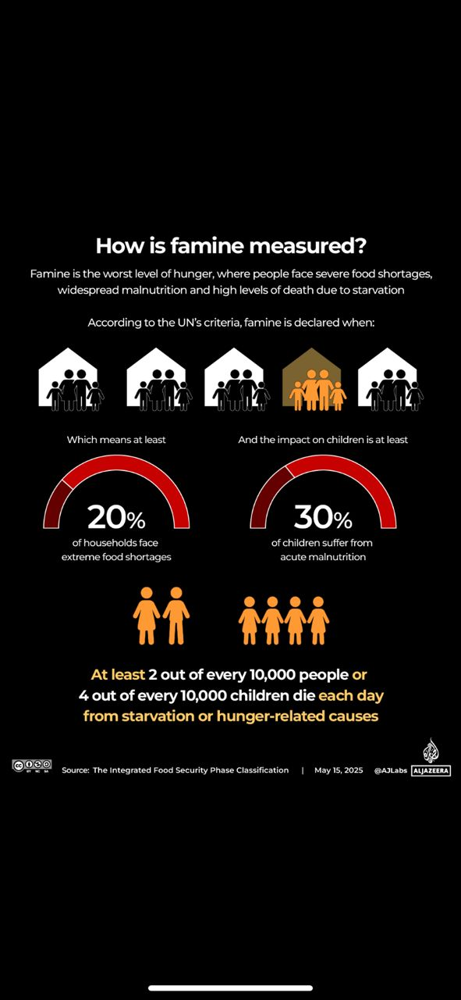 How is famine measured?
Famine is the worst level of hunger, where people face severe food shortages,
widespread malnutrition and high levels of death due to starvation
According to the UN's criteria, famine is declared when:
Which means at least
20%
of households face
extreme food shortages
And the impact on children is at least
30%
of children suffer from
acute malnutrition
At least 2 out of every 10,000 people or
4 out of every 10,000 children die each day
from starvation or hunger-related causes
CC BY NC SA
Source: The Integrated Food Security Phase Classification | May 15, 2025 @AJLabs ALJAZEERA